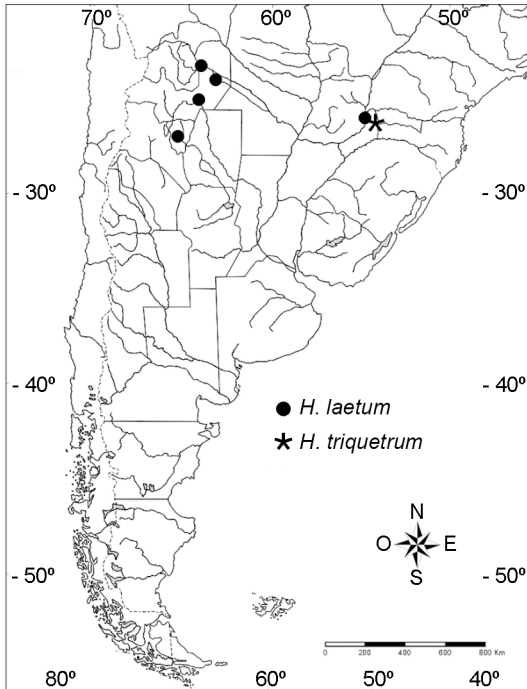 70º 60º 50º
- 30º - 30º
- 40º - 40º
H. laetum
H. triquetrum
N
O E
S
- 50º - 50º
0 200 400 600 800 Km
80º 60º 50º 40º